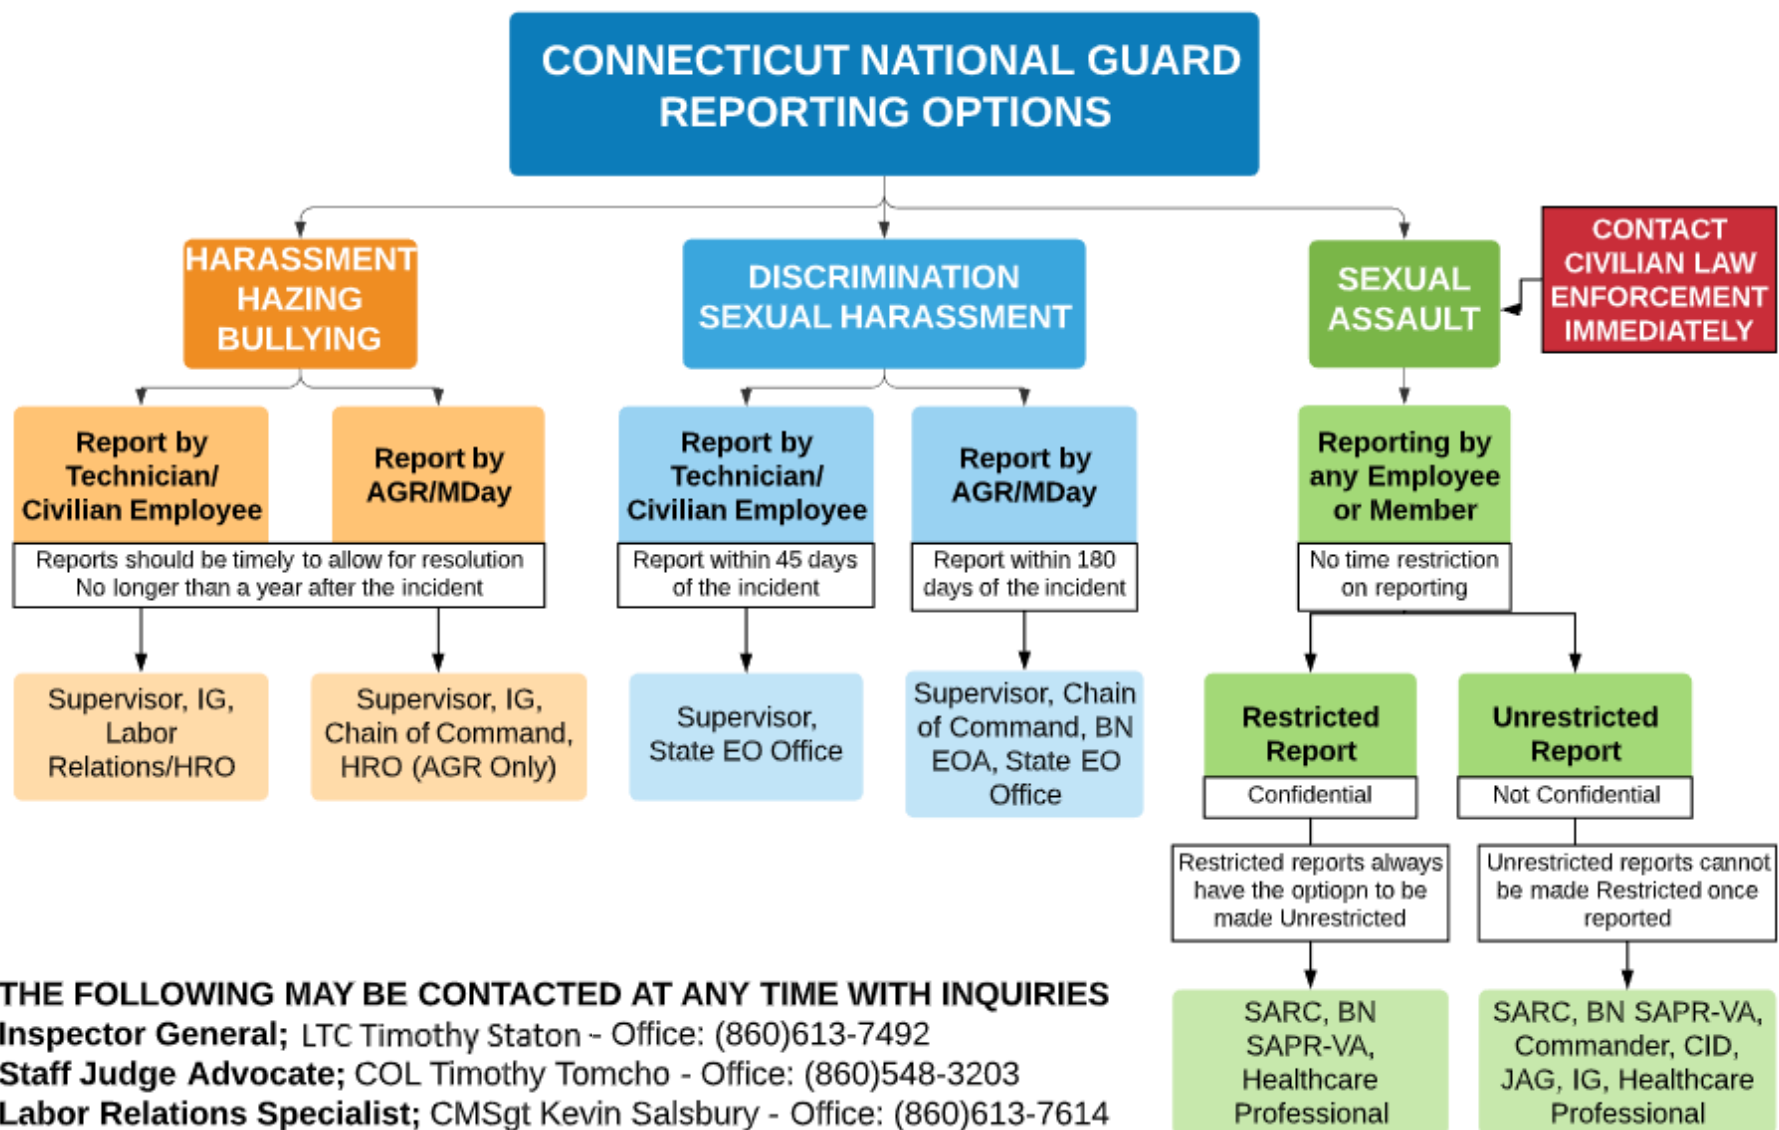 CONNECTICUT NATIONAL GUARD
REPORTING OPTIONS
HARASSMENT
HAZING
BULLYING
DISCRIMINATION
SEXUAL HARASSMENT
SEXUAL
ASSAULT
CONTACT
CIVILIAN LAW
ENFORCEMENT
IMMEDIATELY
Report by
Technician/
Civilian Employee
Report by
AGR/MDay
Reports should be timely to allow for resolution
No longer than a year after the incident
Supervisor, IG,
Labor
Relations/HRO
Supervisor, IG,
Chain of Command,
HRO (AGR Only)
Report by
Technician/
Civilian Employee
Report within 45 days
of the incident
Supervisor,
State EO Office
Report by
AGR/MDay
Report within 180
days of the incident
Supervisor, Chain
of Command, BN
EOA, State EO
Office
Reporting by
any Employee
or Member
No time restriction
on reporting
Restricted
Report
Confidential
Restricted reports always
have the optiopn to be
made Unrestricted
SARC, BN
SAPR-VA,
Healthcare
Professional
Unrestricted
Report
Not Confidential
Unrestricted reports cannot
be made Restricted once
reported
SARC, BN SAPR-VA,
Commander, CID,
JAG, IG, Healthcare
Professional
THE FOLLOWING MAY BE CONTACTED AT ANY TIME WITH INQUIRIES
Inspector General; LTC Timothy Staton - Office: (860)613-7492
Staff Judge Advocate; COL Timothy Tomcho - Office: (860)548-3203
Labor Relations Specialist; CMSgt Kevin Salsbury - Office: (860)613-7614